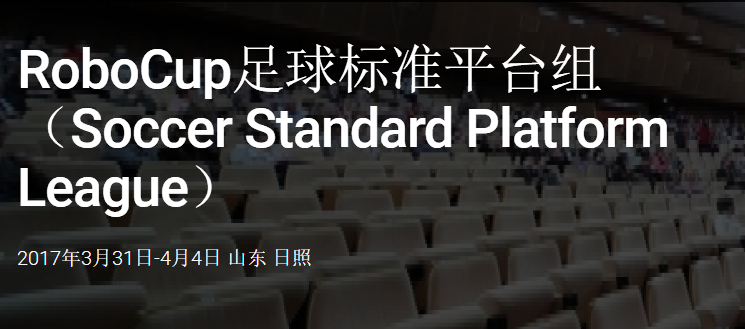 RoboCup足球标准平台组
（Soccer Standard Platform
League）
2017年3月31日-4月4日 山东 日照